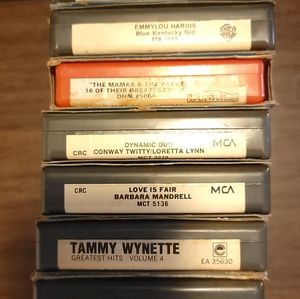 EMMYLOU HARRIS
Blue Kentucky Girl
"THE MAMAS & THE PAPAS"
16 OF THEIR GREATEST HITS
DYNAMIC DUO
CRC CONWAY TWITTY/LORETTA LYNN MCA
LOVE IS FAIR
CRC BARBARA MANDRELL MCA
MCT 5136
TAMMY WYNETTE
GREATEST HITS VOLUME 4 EA 35630